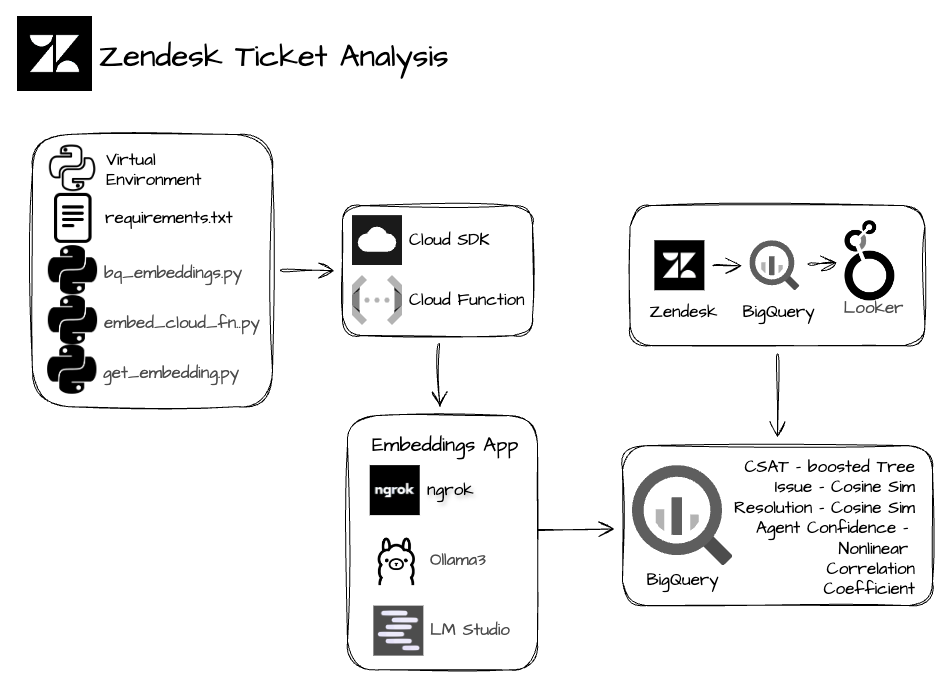 Zendesk Ticket Analysis
Virtual
Environment
requirements.txt
bq_embeddings.py
embed_cloud_fn.py
get_embedding.py
Cloud SDK
Cloud Function
Zendesk
BigQuery
Looker
Embeddings App
ngrok
ngrok
Ollama3
LM Studio
BigQuery
CSAT - boosted Tree
Issue - Cosine Sim
Resolution - Cosine Sim
Agent Confidence -
Nonlinear
Correlation
Coefficient